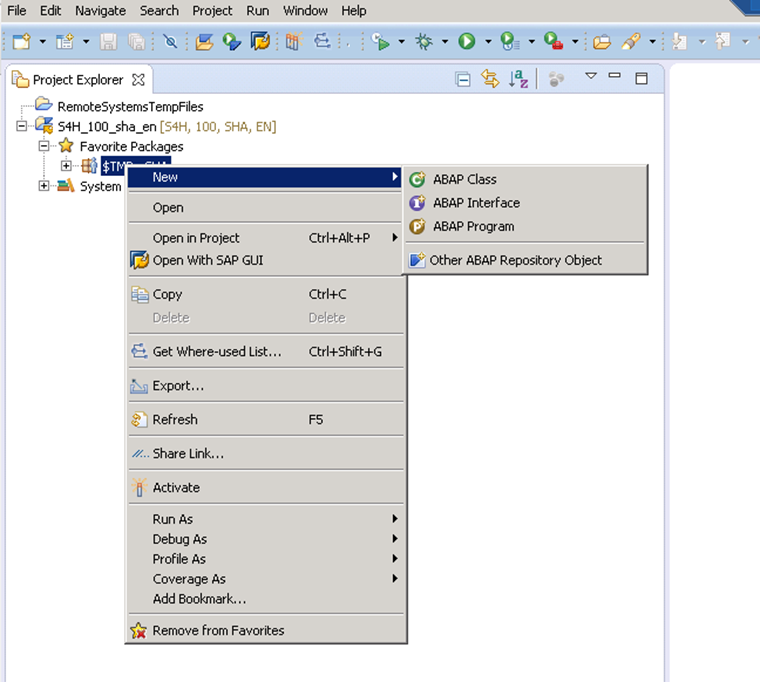 File Edit Navigate Search Project Run Window Help
Project Explorer
RemoteSystemsTempFiles
S4H_100_sha_en [S4H, 100, SHA, EN]
Favorite Packages
$TMP - SHA
System
New
Open
Open in Project Ctrl+Alt+P
Open With SAP GUI
Copy Ctrl+C
Delete Delete
Get Where-used List... Ctrl+Shift+G
Export...
Refresh F5
Share Link...
Activate
Run As
Debug As
Profile As
Coverage As
Add Bookmark...
Remove from Favorites
ABAP Class
ABAP Interface
ABAP Program
Other ABAP Repository Object